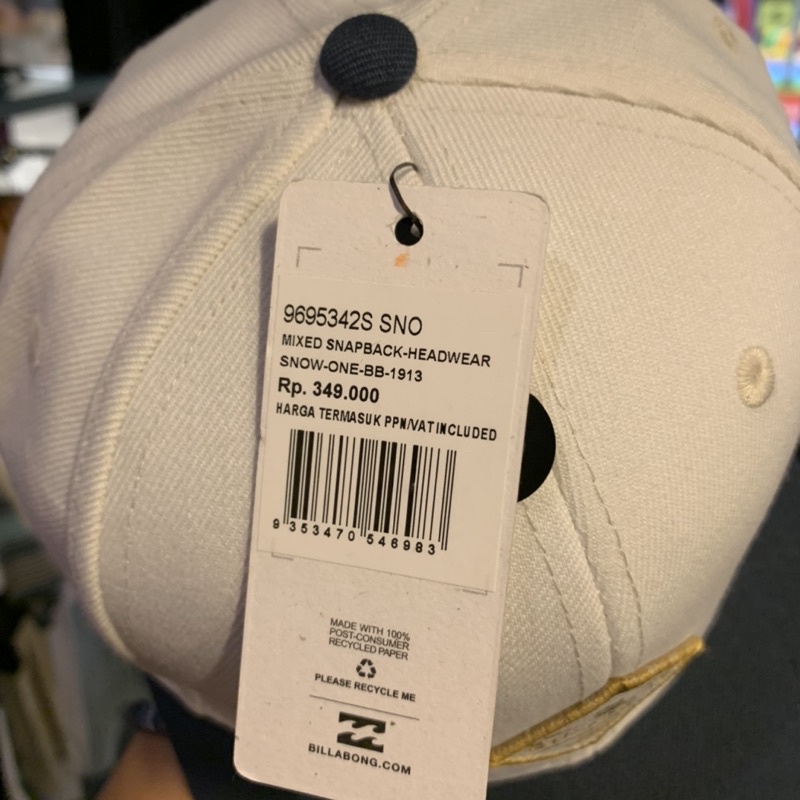 9695342S SNO
MIXED SNAPBACK-HEADWEAR
SNOW-ONE-BB-1913
Rp. 349.000
HARGA TERMASUK PPN/VAT INCLUDED
9 353470 546983
MADE WITH 100%
POST-CONSUMER
RECYCLED PAPER
PLEASE RECYCLE ME
BILLABONG.COM